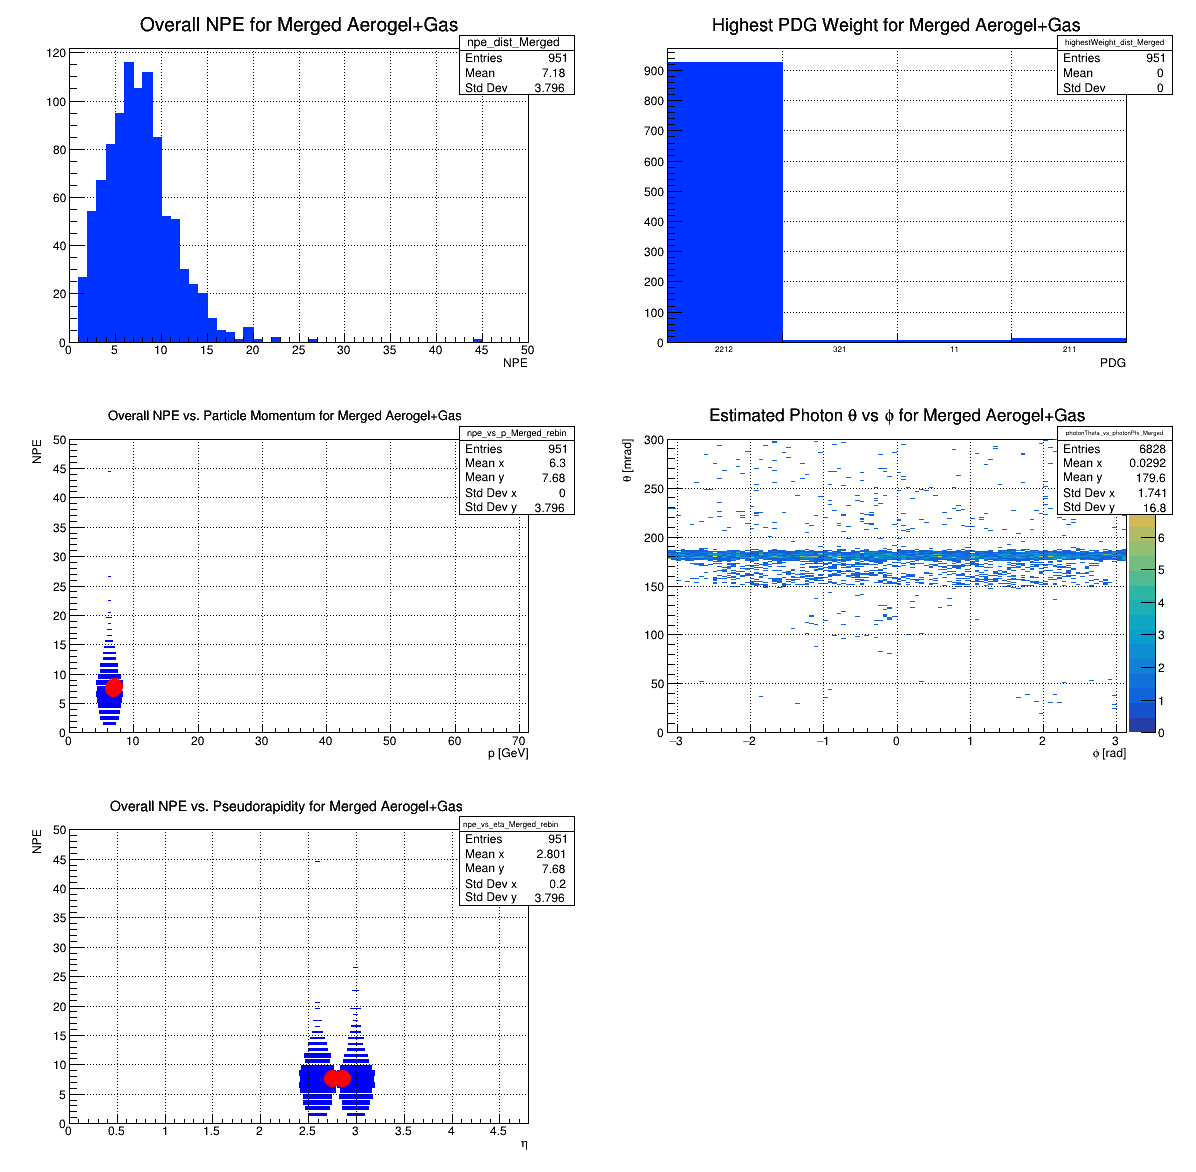 Overall NPE for Merged Aerogel+Gas
npe_dist_Merged
Entries 951
Mean 7.18
Std Dev 3.796
120
100
80
60
40
20
0
0 5 10 15 20 25 30 35 40 45 50
NPE
Highest PDG Weight for Merged Aerogel+Gas
highestWeight_dist_Merged
Entries 951
Mean 0
Std Dev 0
900
800
700
600
500
400
300
200
100
0
2212 321 11 211
PDG
Overall NPE vs. Particle Momentum for Merged Aerogel+Gas
npe_vs_p_Merged_rebin
Entries 951
Mean x 6.3
Mean y 7.68
Std Dev x 0
Std Dev y 3.796
NPE
50
45
40
35
30
25
20
15
10
5
0
0 10 20 30 40 50 60 70
p [GeV]
Estimated Photon θ vs ϕ for Merged Aerogel+Gas
photonTheta_vs_photonPhi_Merged
Entries 6828
Mean x 0.0292
Mean y 179.6
Std Dev x 1.741
Std Dev y 16.8
θ [mrad]
300
250
200
150
100
50
0
−3 −2 −1 0 1 2 3
ϕ [rad]
6
5
4
3
2
1
0
Overall NPE vs. Pseudorapidity for Merged Aerogel+Gas
npe_vs_eta_Merged_rebin
Entries 951
Mean x 2.801
Mean y 7.68
Std Dev x 0.2
Std Dev y 3.796
NPE
50
45
40
35
30
25
20
15
10
5
0
0 0.5 1 1.5 2 2.5 3 3.5 4 4.5
η